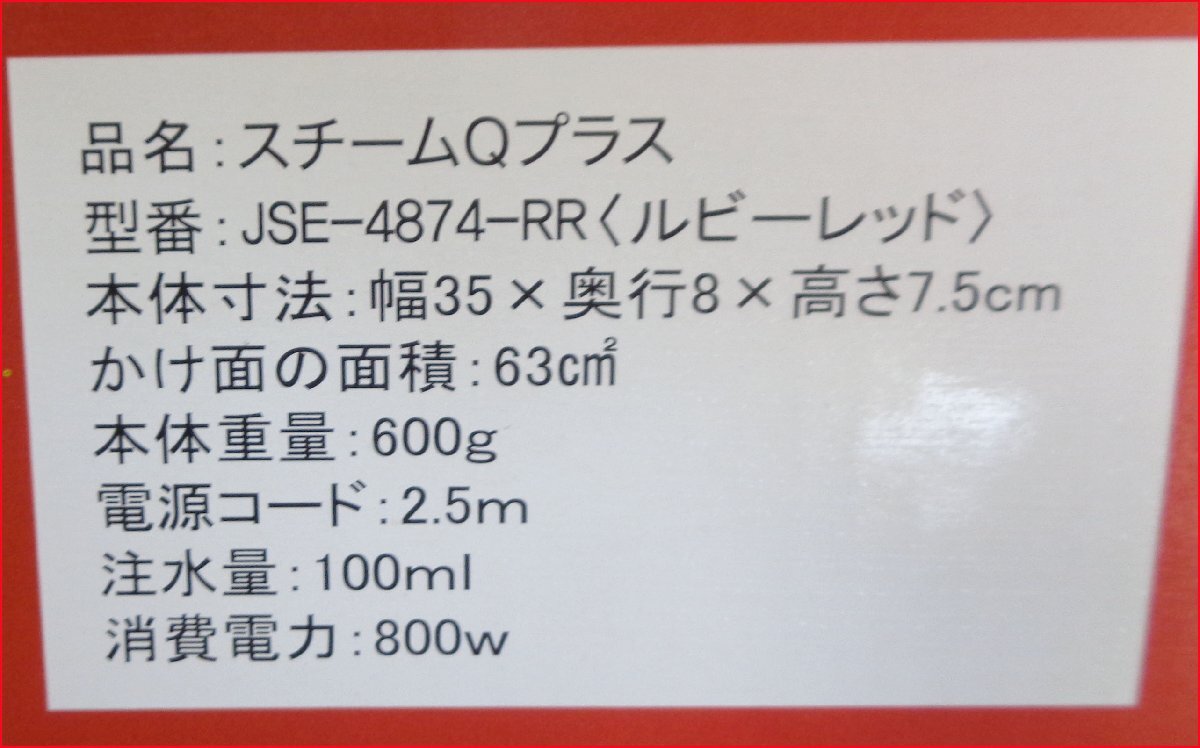 品名:スチームQプラス
型番:JSE-4874-RR〈ルビーレッド〉
本体寸法:幅35×奥行8×高さ7.5cm
かけ面の面積:63c㎡
本体重量:600g
電源コード:2.5m
注水量:100ml
消費電力:800w